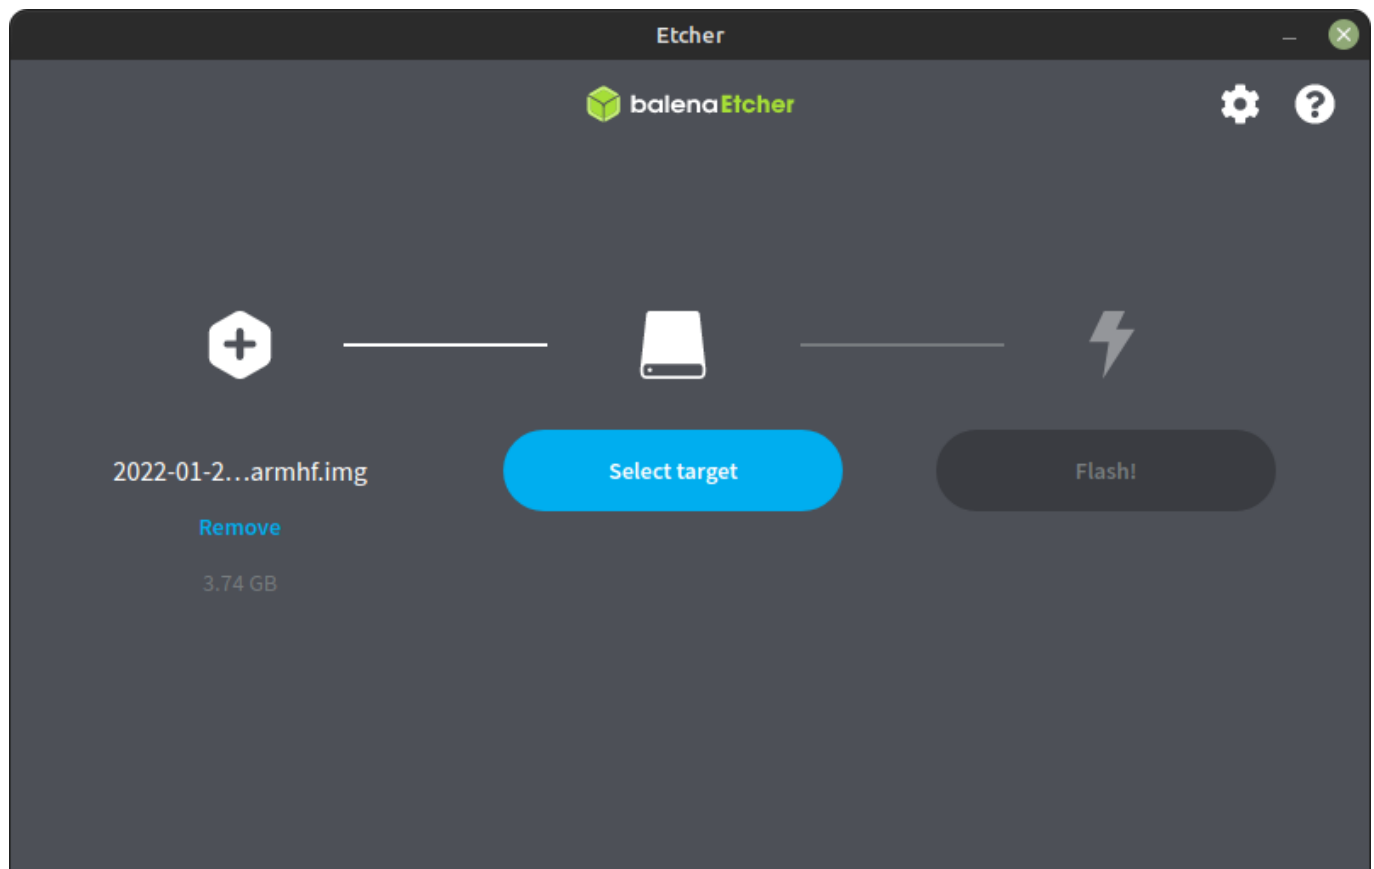 Etcher
balenaEtcher
2022-01-2...armhf.img
Select target
Flash!
Remove
3.74 GB